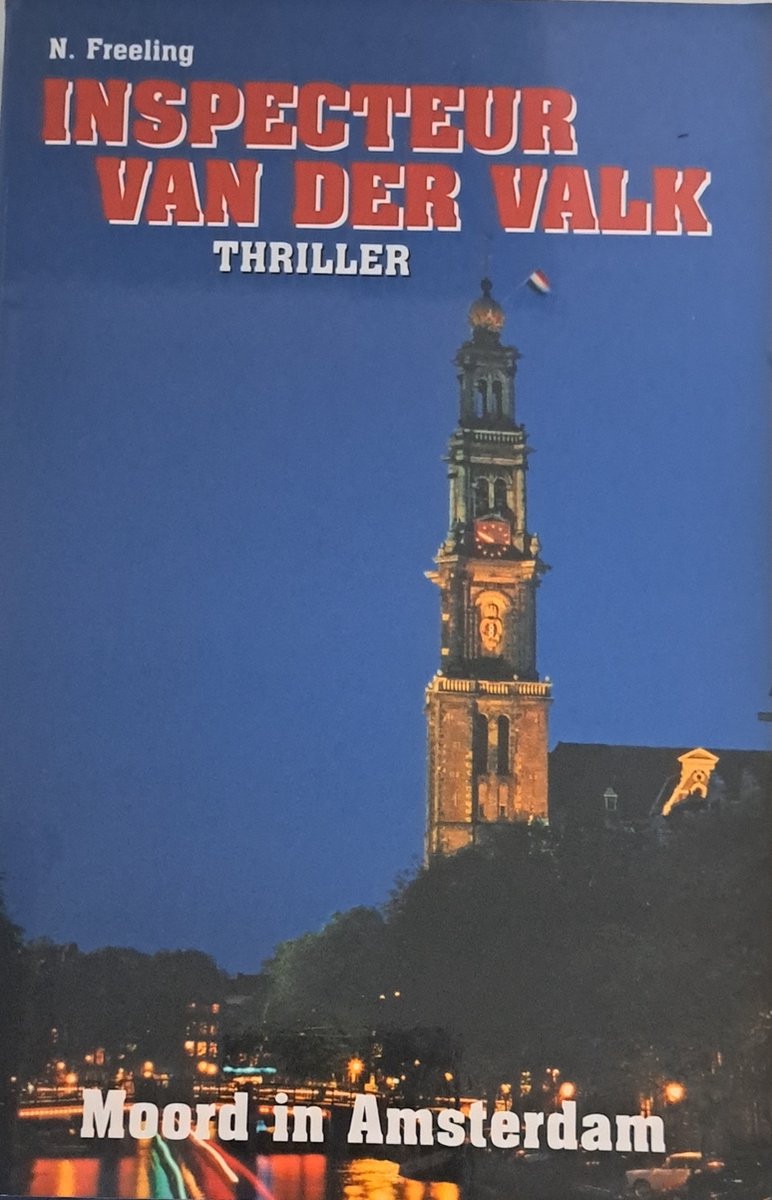 N. Freeling
INSPECTEUR
VAN DER VALK
THRILLER
Moord in Amsterdam